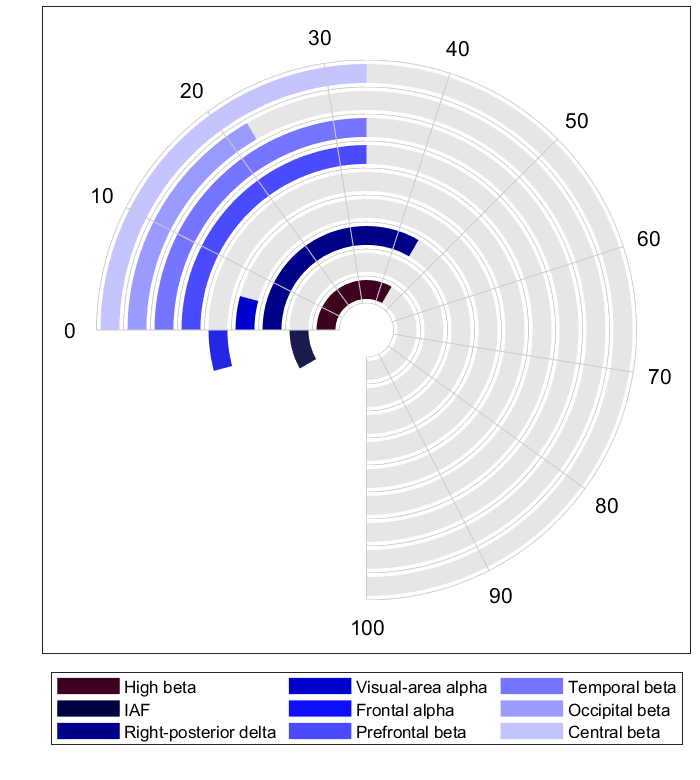 30
40
20
50
10
60
0
70
80
90
100
High beta
Visual-area alpha
Temporal beta
IAF
Frontal alpha
Occipital beta
Right-posterior delta
Prefrontal beta
Central beta